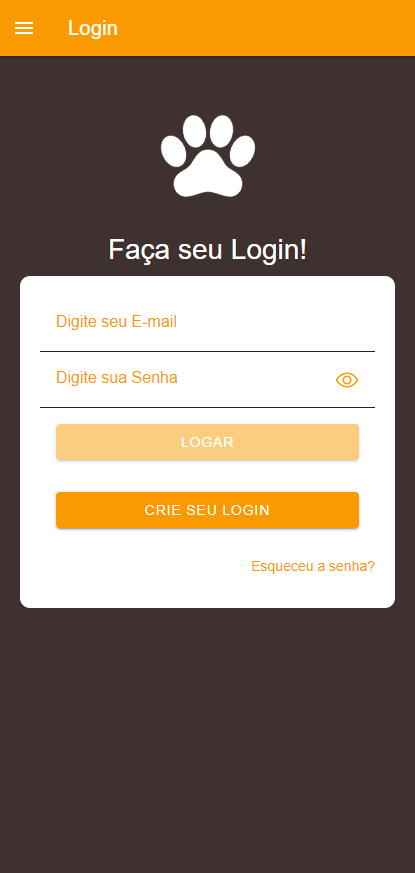 Login
Faça seu Login!
Digite seu E-mail
Digite sua Senha
LOGAR
CRIE SEU LOGIN
Esqueceu a senha?